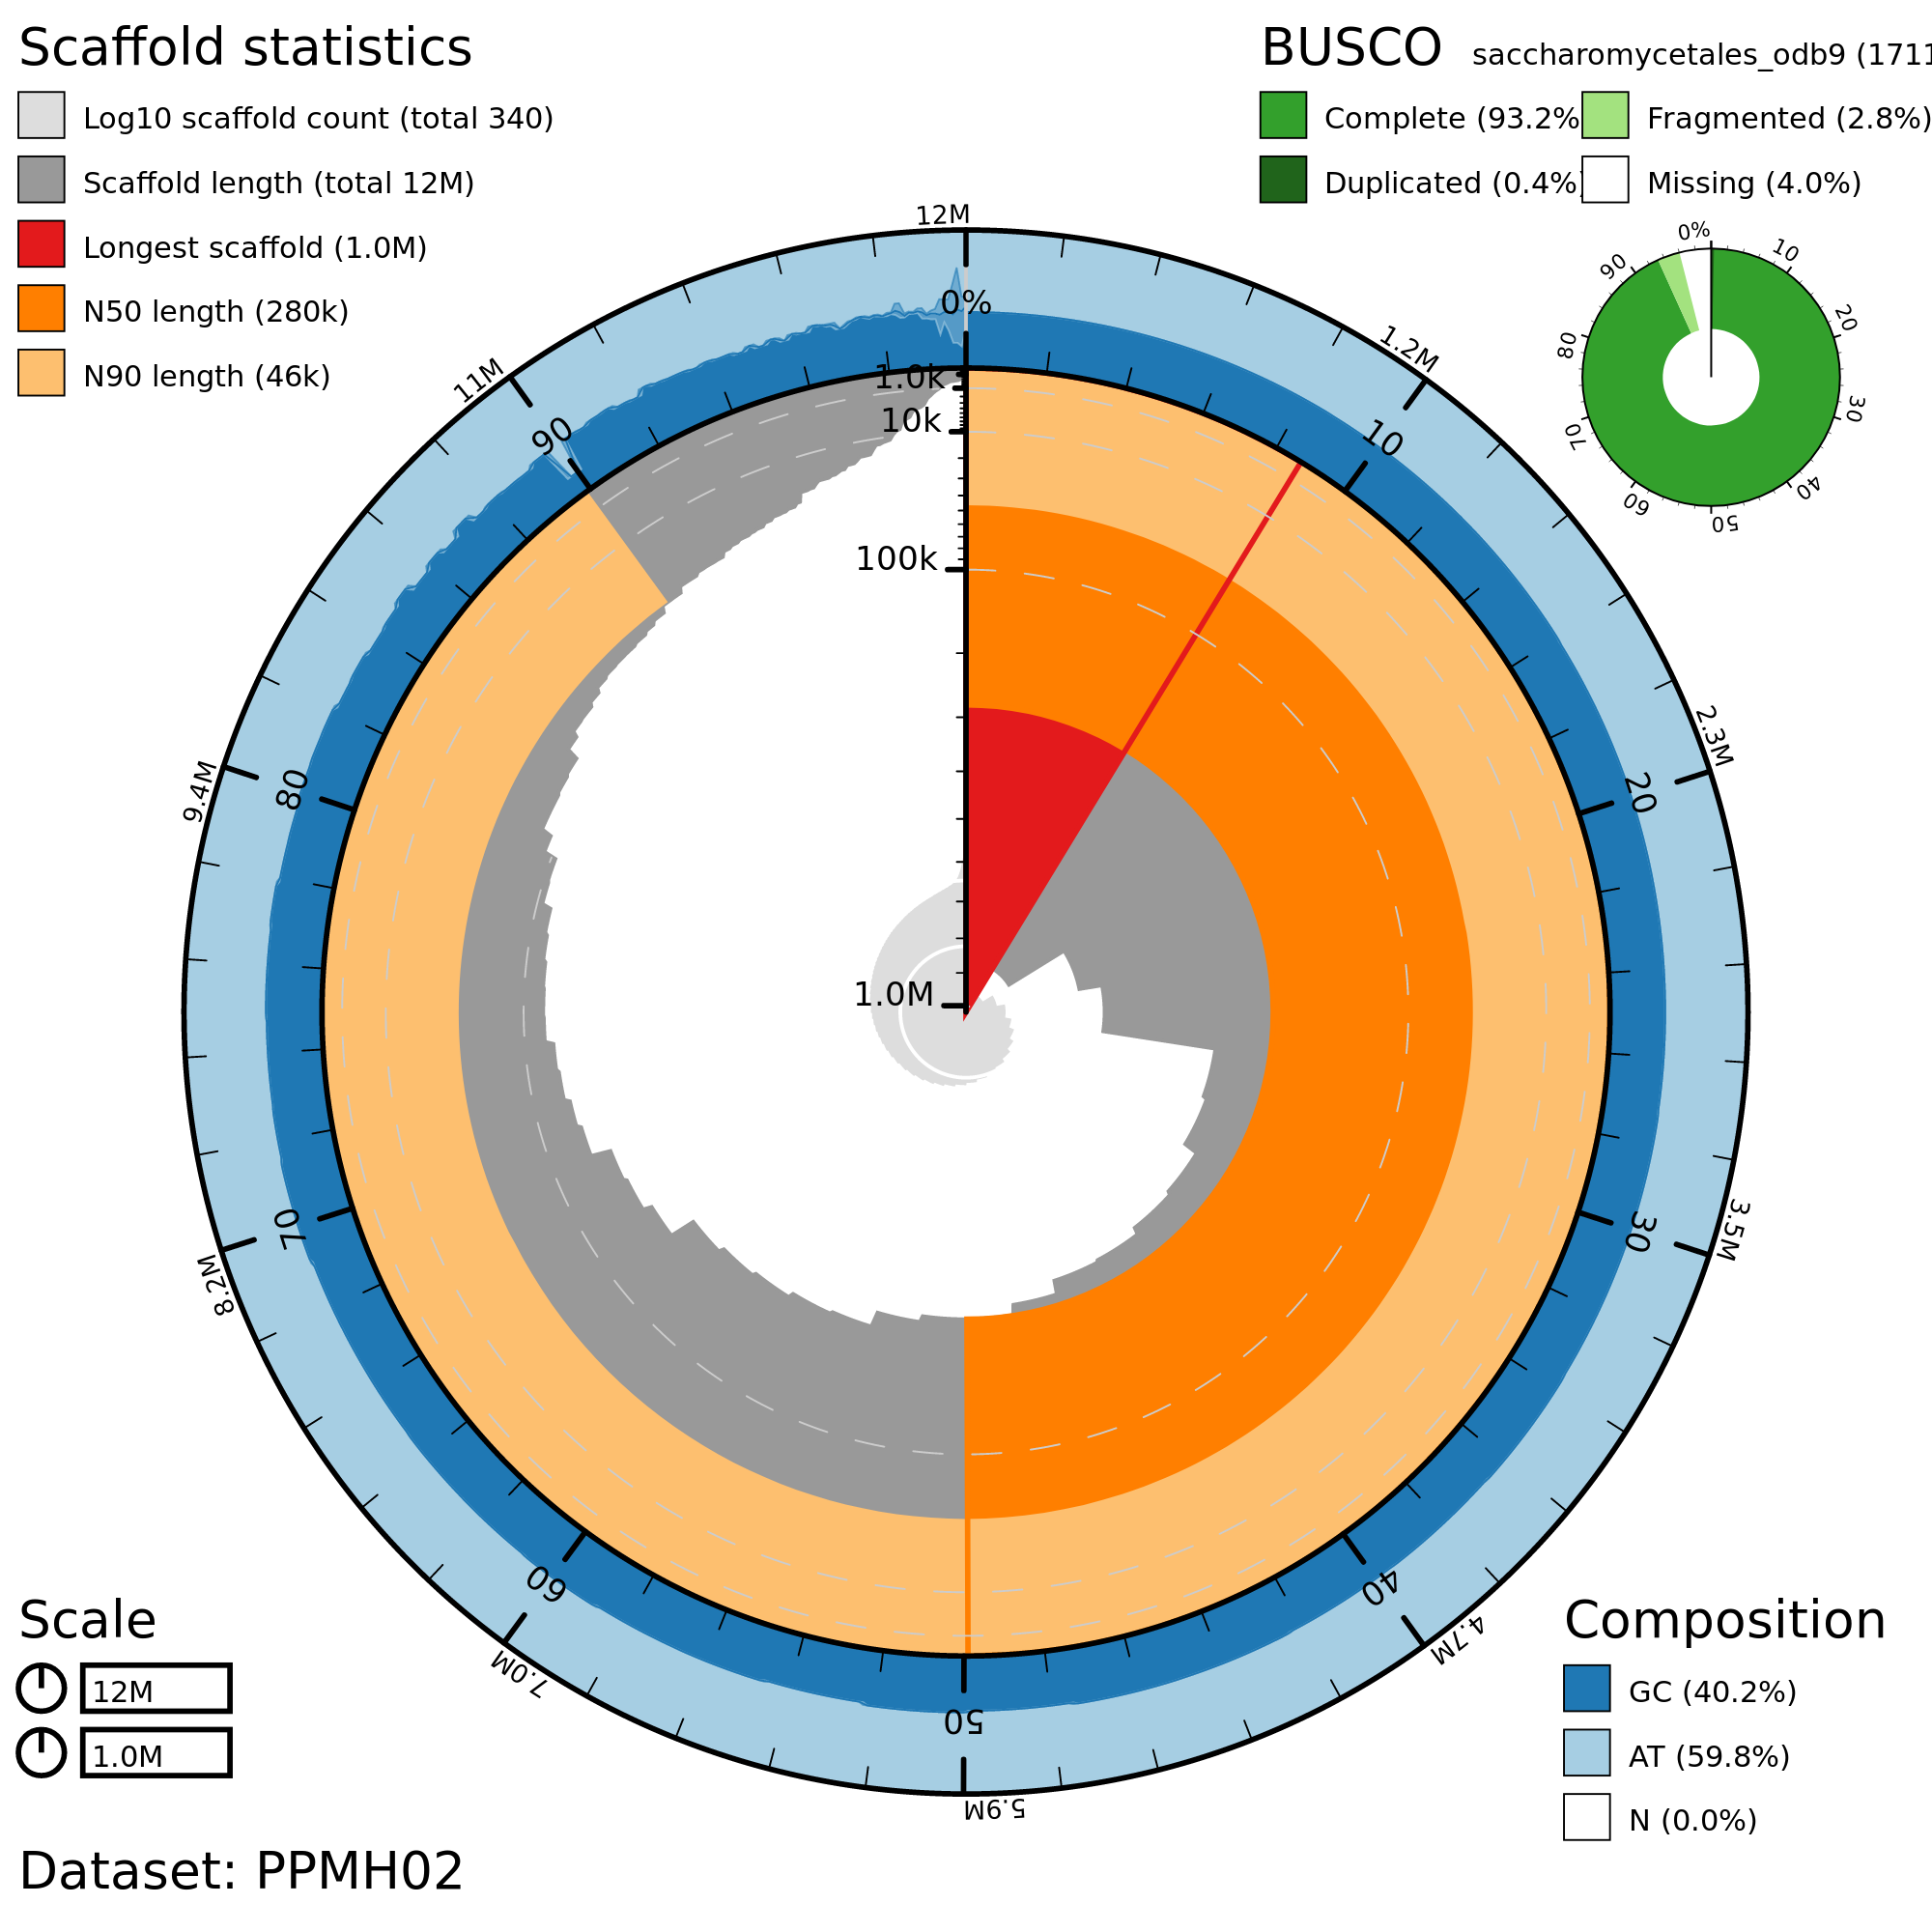 Scaffold statistics
Log10 scaffold count (total 340)
Scaffold length (total 12M)
Longest scaffold (1.0M)
N50 length (280k)
N90 length (46k)
BUSCO saccharomycetales_odb9 (1711
Complete (93.2%
Fragmented (2.8%)
Duplicated (0.4%)
Missing (4.0%)
0%
10
20
30
40
50
60
70
80
90
12M
1.2M
2.3M
3.5M
4.7M
5.9M
7.0M
8.2M
9.4M
11M
0%
10
20
30
40
50
60
70
80
90
1.0k
10k
100k
1.0M
Scale
12M
1.0M
Composition
GC (40.2%)
AT (59.8%)
N (0.0%)
Dataset: PPMH02